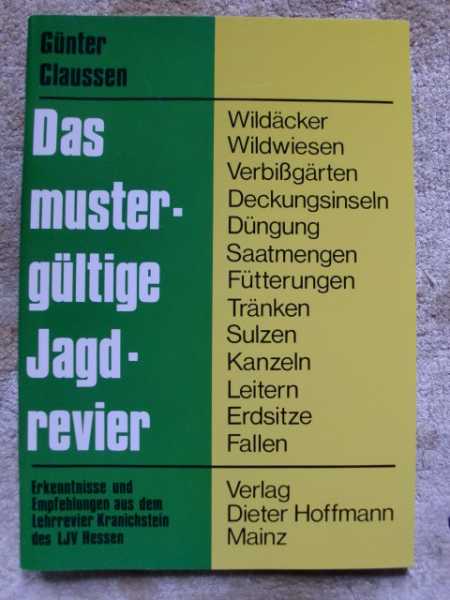 Günter
Claussen
Das
muster-
gültige
Jagd-
revier
Erkenntnisse und
Empfehlungen aus dem
Lehrrevier Kranichstein
des LJV Hessen
Wildäcker
Wildwiesen
Verbißgärten
Deckungsinseln
Düngung
Saatmengen
Fütterungen
Tränken
Sulzen
Kanzeln
Leitern
Erdsitze
Fallen
Verlag
Dieter Hoffmann
Mainz